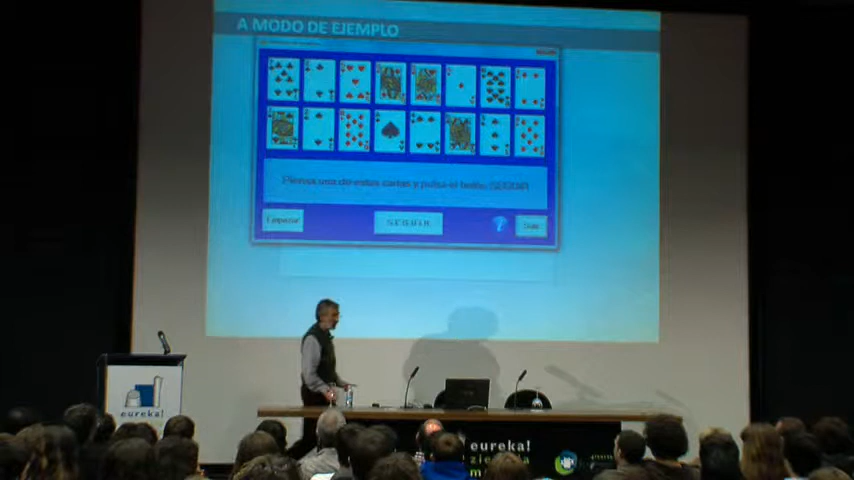 A MODO DE EJEMPLO
Piensa una de estas cartas y pulsa el botón SEGUIR
Empezar
SEGUIR
?
Salir
eureka!
eureka!